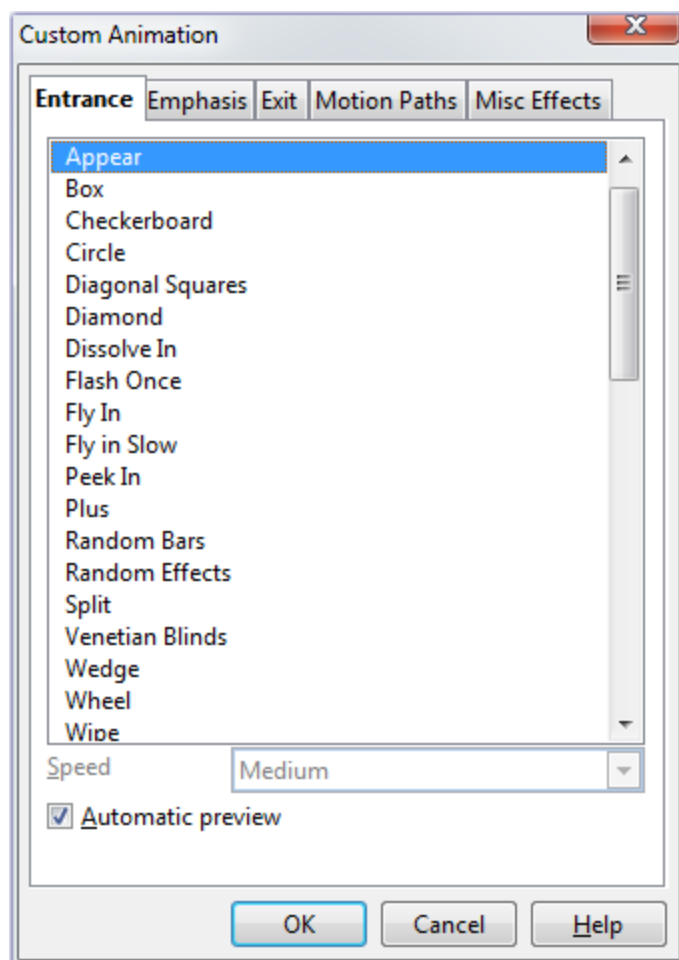 Custom Animation
Entrance Emphasis Exit Motion Paths Misc Effects
Appear
Box
Checkerboard
Circle
Diagonal Squares
Diamond
Dissolve In
Flash Once
Fly In
Fly in Slow
Peek In
Plus
Random Bars
Random Effects
Split
Venetian Blinds
Wedge
Wheel
Wipe
Speed Medium
Automatic preview
OK Cancel Help